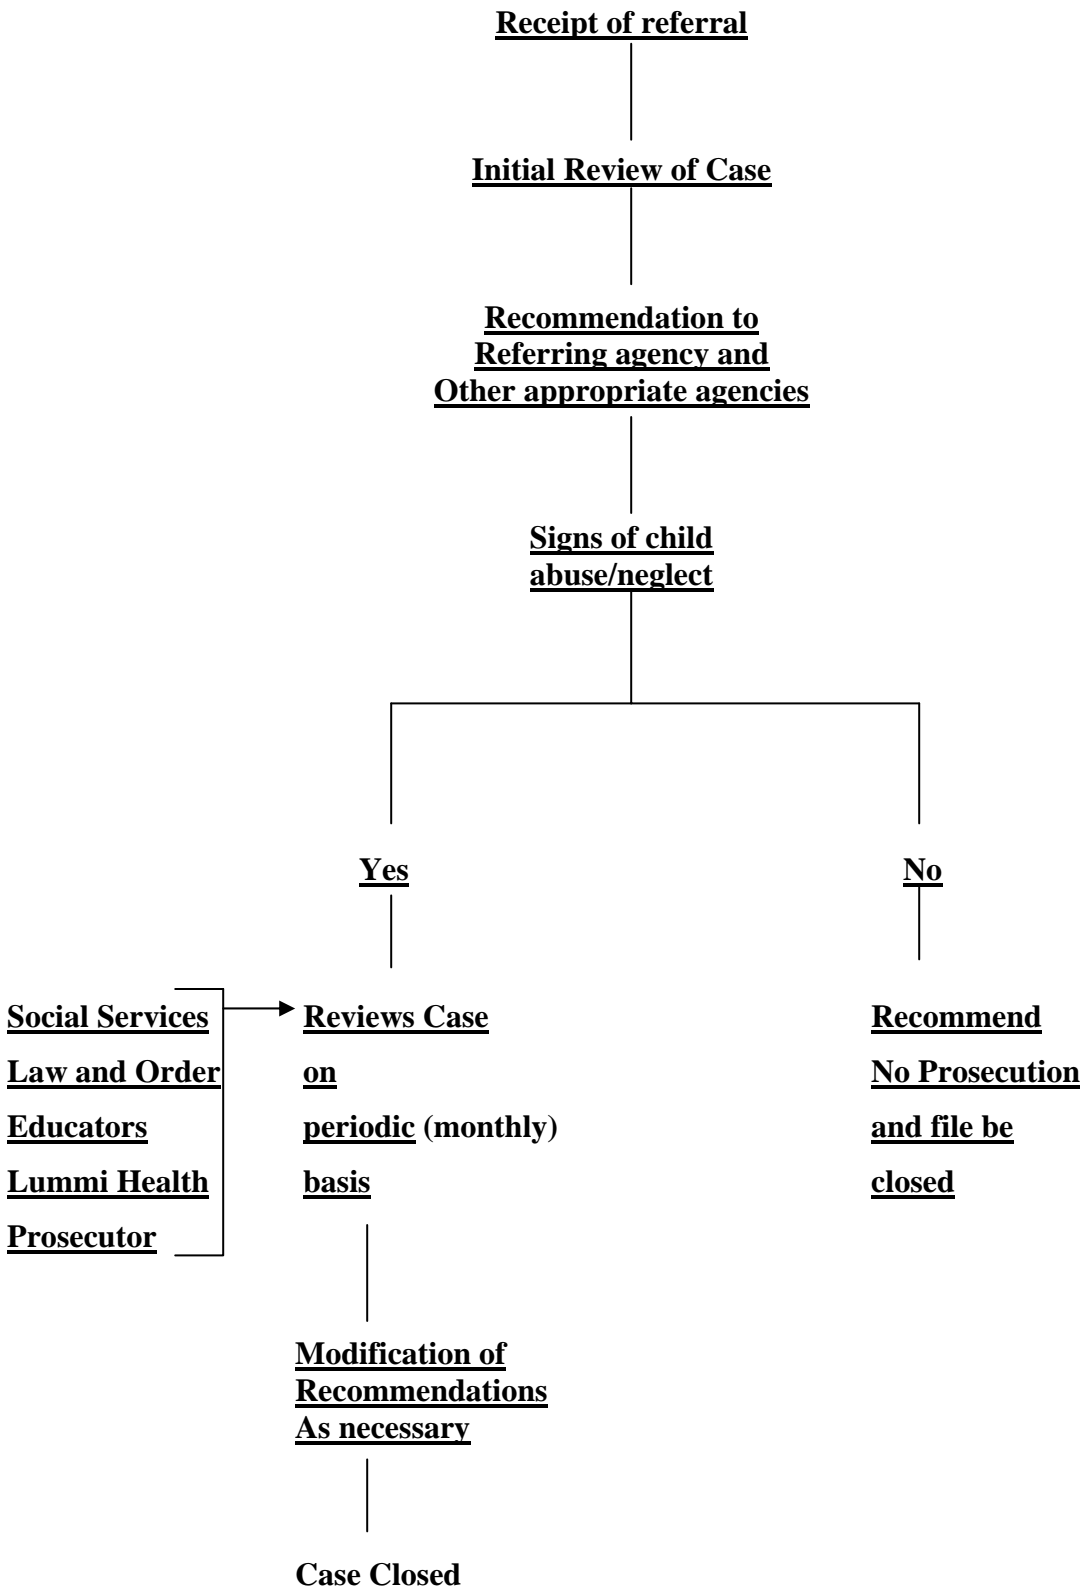 Receipt of referral
Initial Review of Case
Recommendation to
Referring agency and
Other appropriate agencies
Signs of child
abuse/neglect
Yes
No
Social Services
Law and Order
Educators
Lummi Health
Prosecutor
Reviews Case
on
periodic (monthly)
basis
Recommend
No Prosecution
and file be
closed
Modification of
Recommendations
As necessary
Case Closed